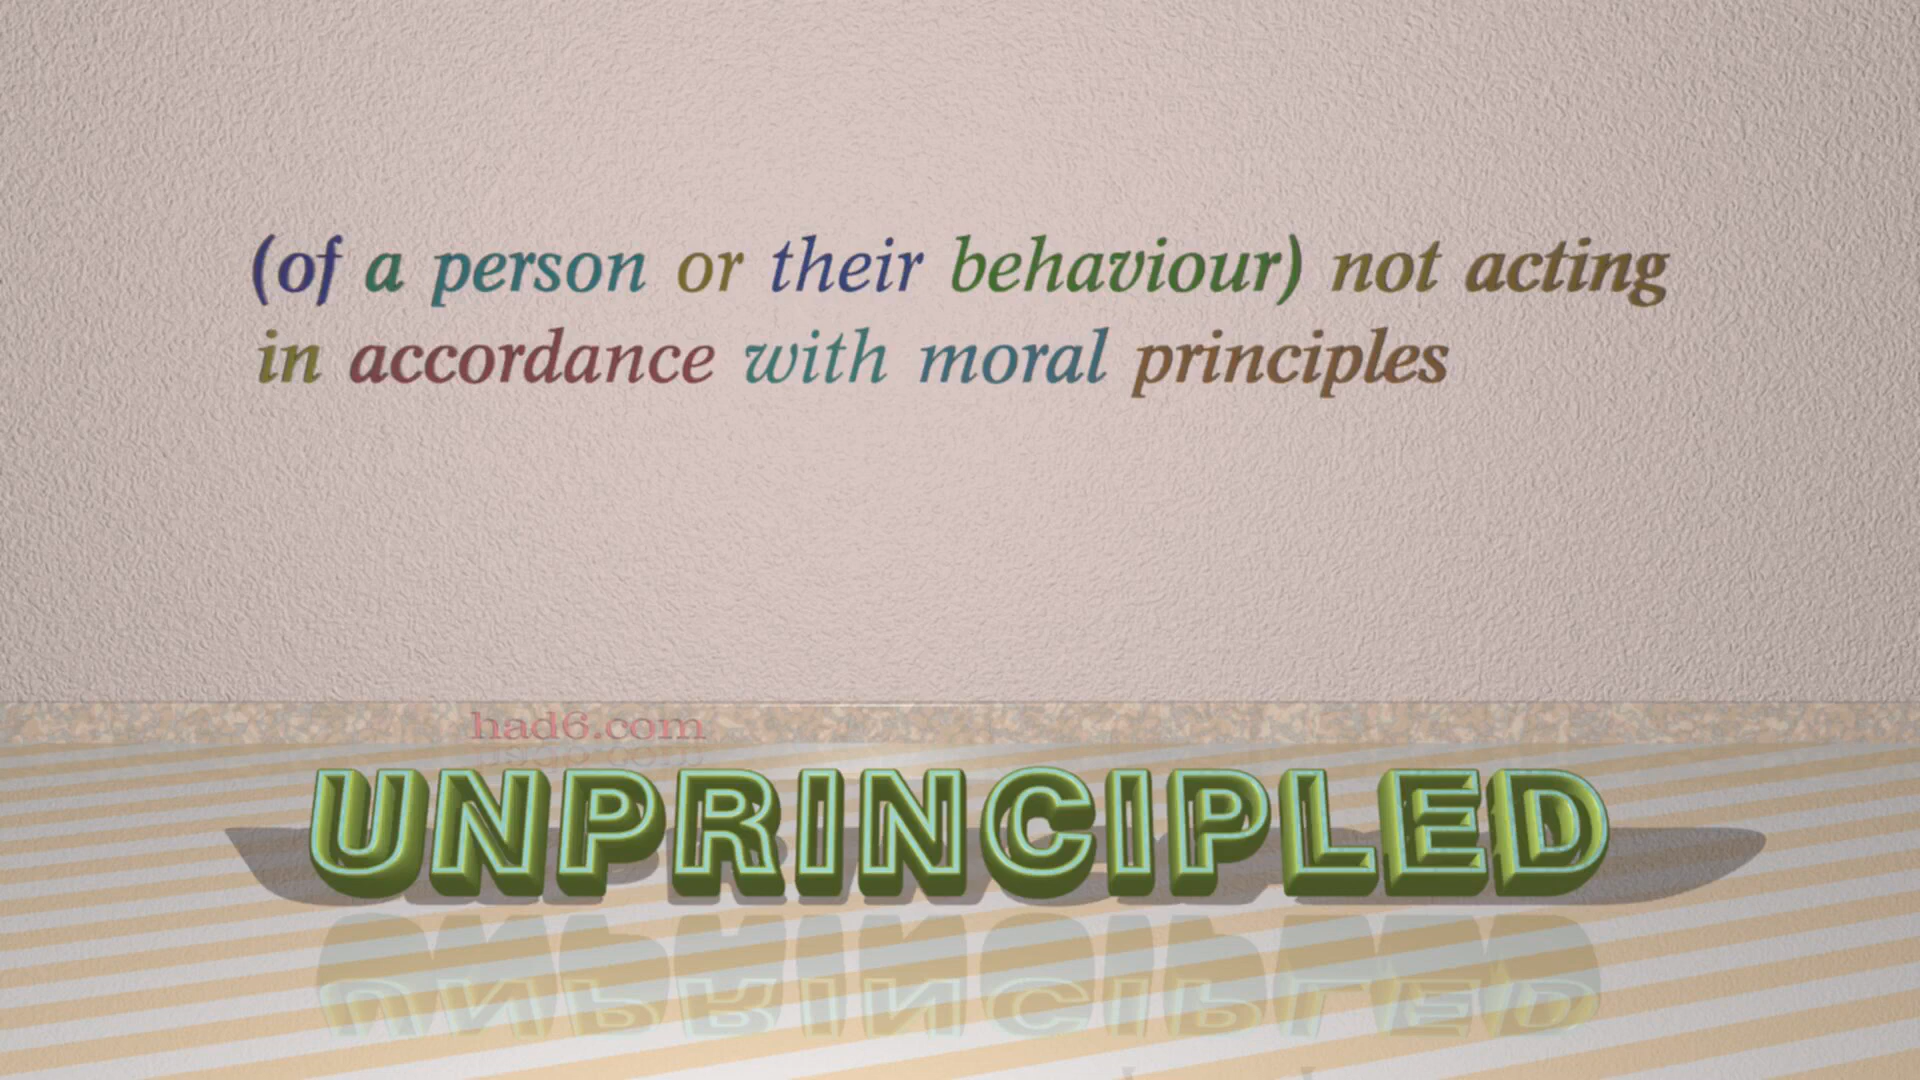 (of a person or their behaviour) not acting
in accordance with moral principles
had6.com
UNPRINCIPLED